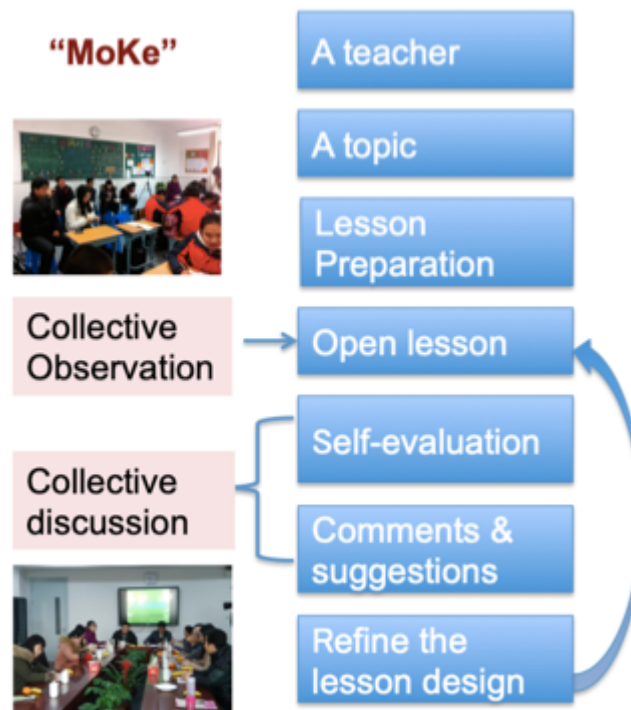 “MoKe”
A teacher
A topic
Lesson
Preparation
Collective
Observation
Open lesson
Self-evaluation
Collective
discussion
Comments &
suggestions
Refine the
lesson design